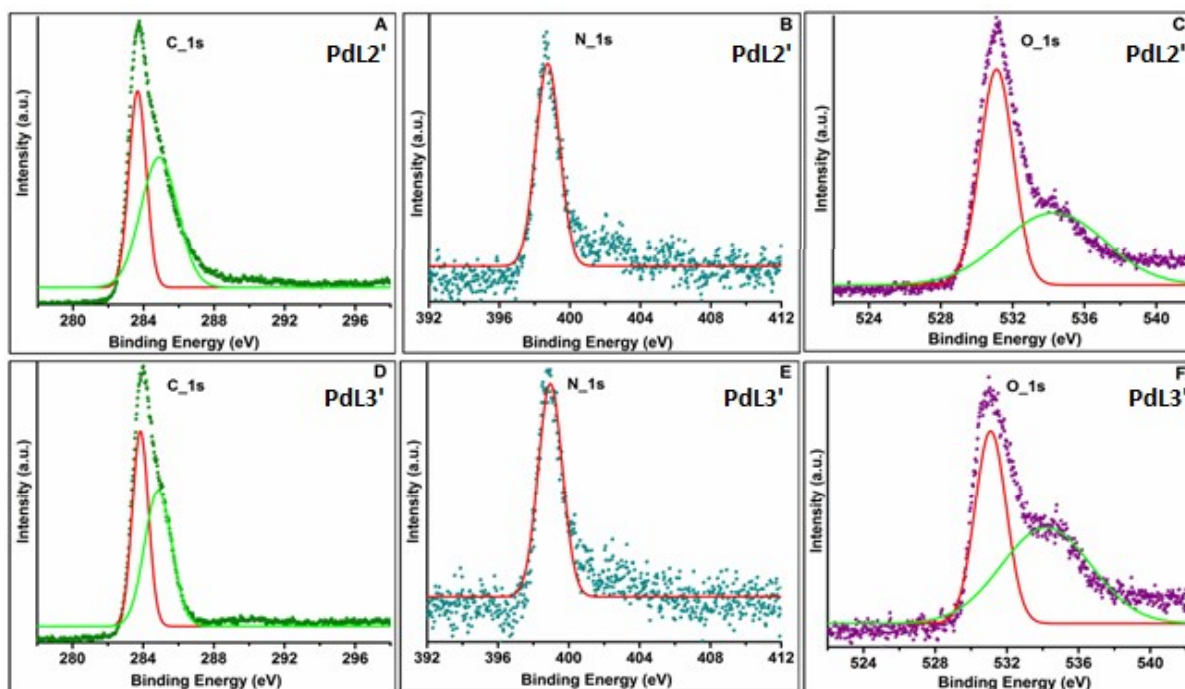 A
C_1s
PdL2'
Intensity (a.u.)
280 284 288 292 296
Binding Energy (eV)
B
N_1s
PdL2'
Intensity (a.u.)
392 396 400 404 408 412
Binding Energy (eV)
C
O_1s
PdL2'
Intensity (a.u.)
524 528 532 536 540
Binding Energy (eV)
D
C_1s
PdL3'
Intensity (a.u.)
280 284 288 292 296
Binding Energy (eV)
E
N_1s
PdL3'
Intensity (a.u.)
392 396 400 404 408 412
Binding Energy (eV)
F
O_1s
PdL3'
Intensity (a.u.)
524 528 532 536 540
Binding Energy (eV)